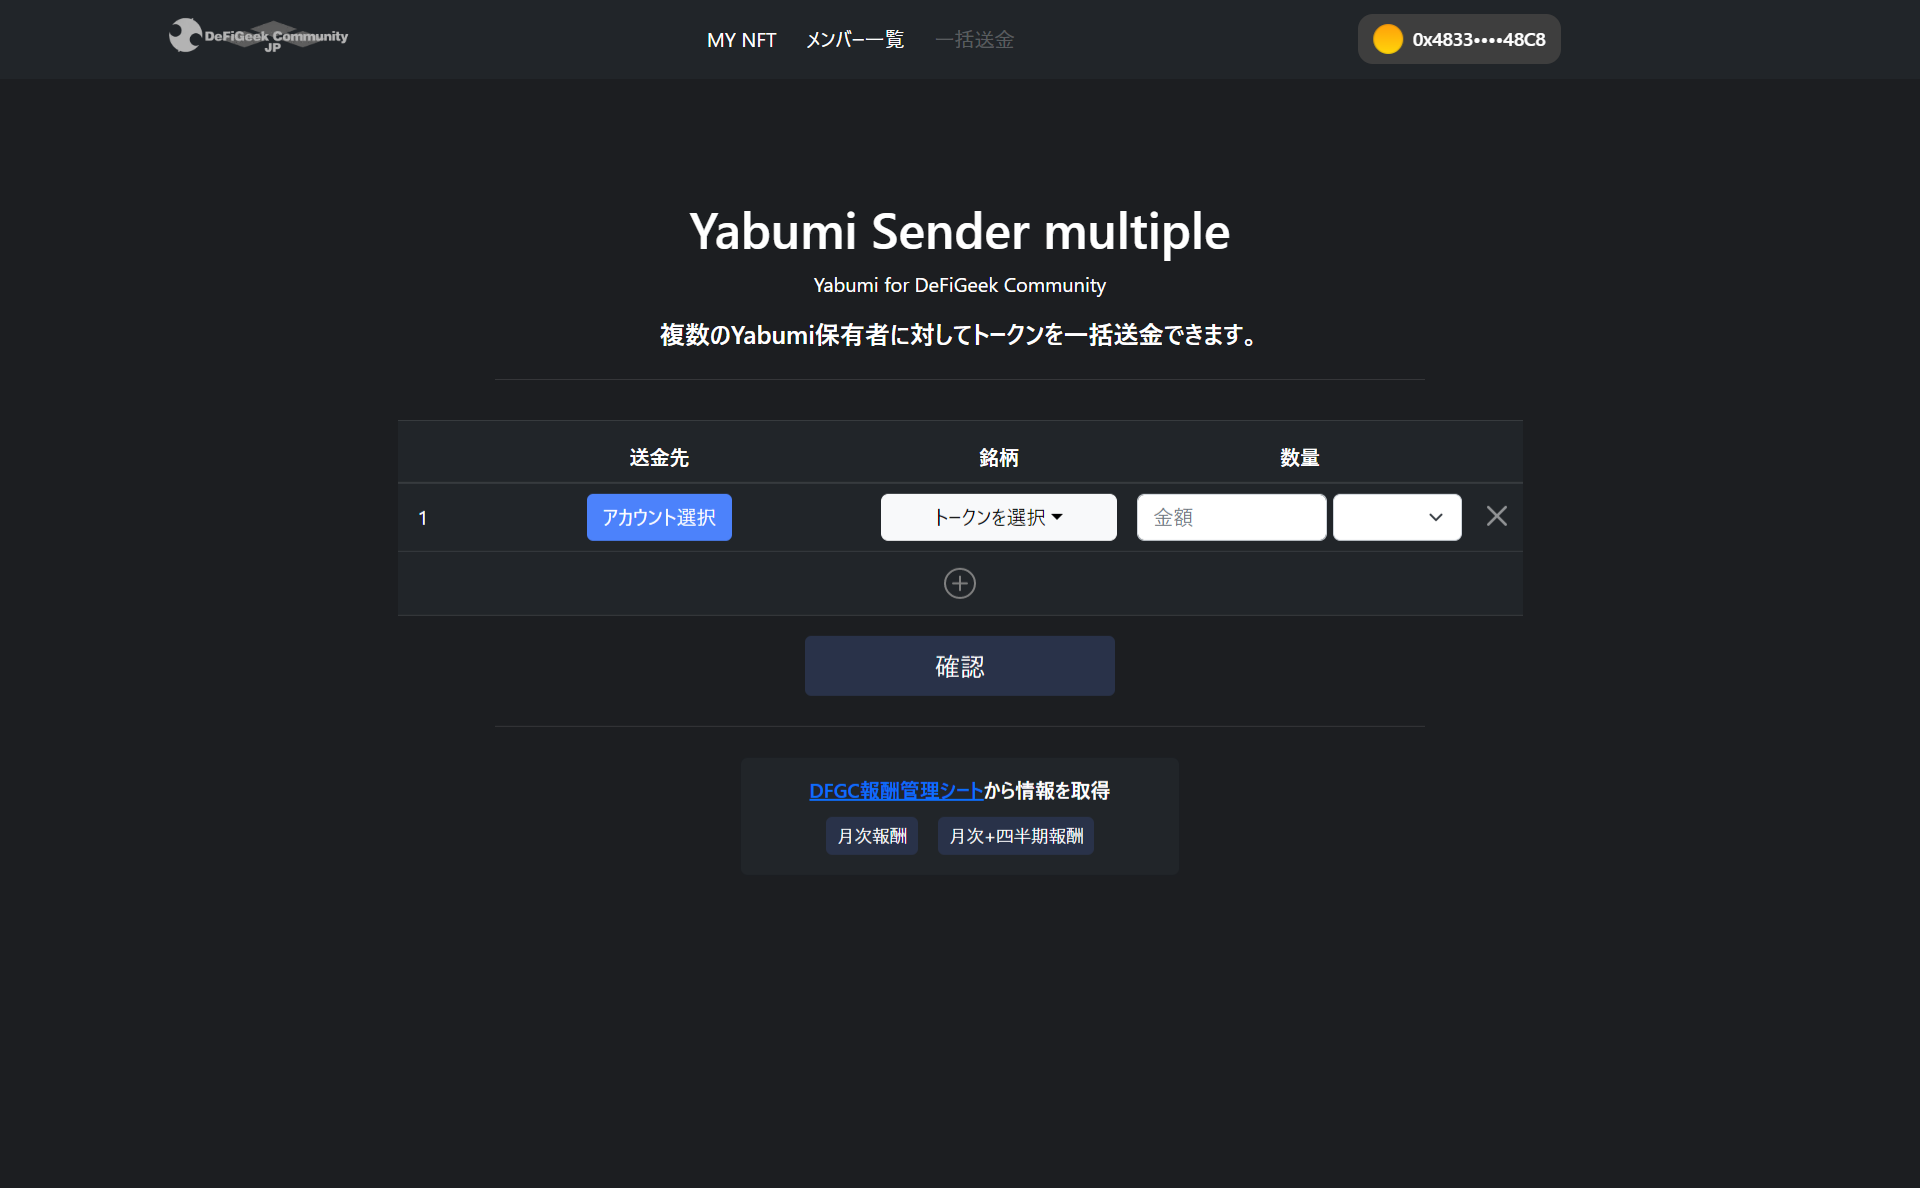 DeFiGeek Community
JP
MY NFT メンバー一覧 一括送金
0x4833••••48C8
Yabumi Sender multiple
Yabumi for DeFiGeek Community
複数のYabumi保有者に対してトークンを一括送金できます。
送金先 銘柄 数量
1 アカウント選択 トークンを選択 金額
確認
DFGC報酬管理シートから情報を取得
月次報酬 月次+四半期報酬